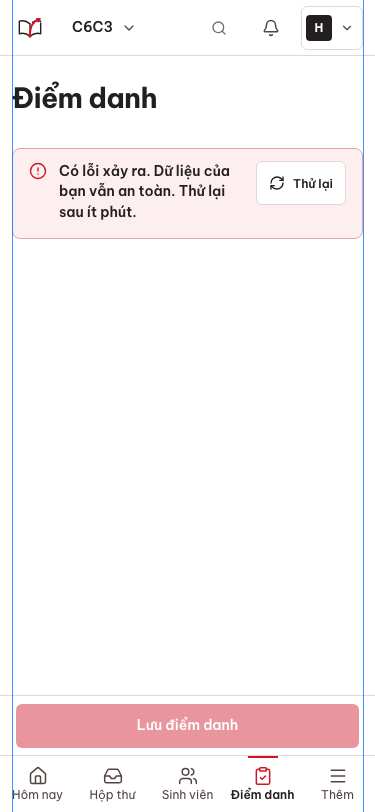 C6C3
H
Điểm danh
Có lỗi xảy ra. Dữ liệu của
bạn vẫn an toàn. Thử lại
sau ít phút.
Thử lại
Lưu điểm danh
Hôm nay
Hộp thư
Sinh viên
Điểm danh
Thêm